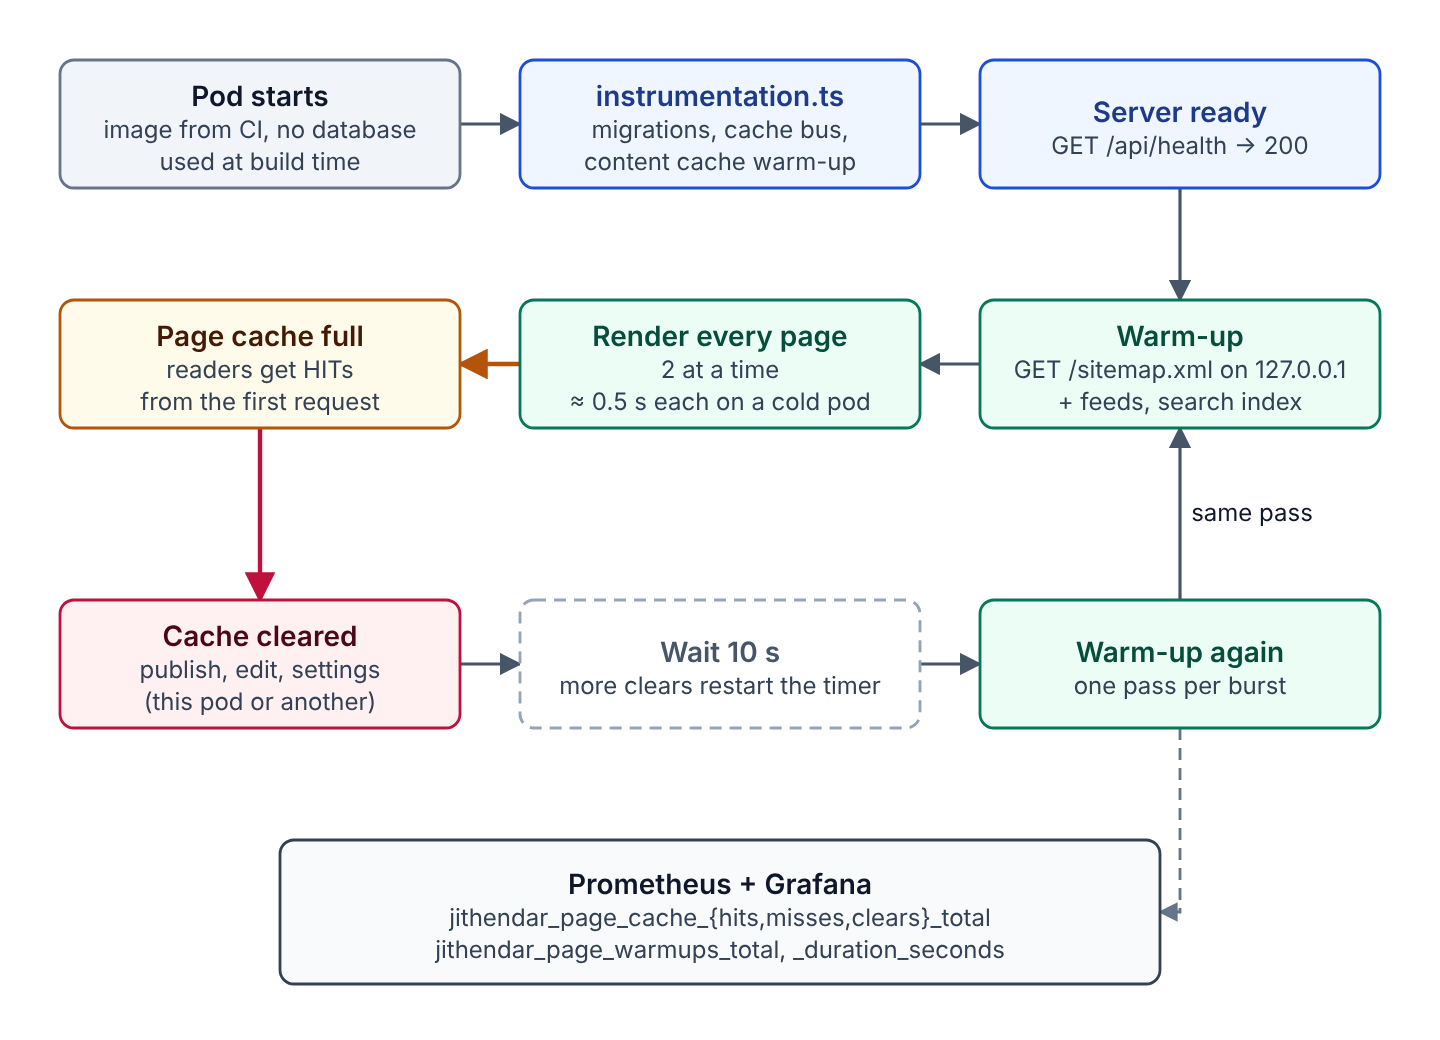 Pod starts
image from CI, no database
used at build time
instrumentation.ts
migrations, cache bus,
content cache warm-up
Server ready
GET /api/health → 200
Page cache full
readers get HITs
from the first request
Render every page
2 at a time
≈ 0.5 s each on a cold pod
Warm-up
GET /sitemap.xml on 127.0.0.1
+ feeds, search index
same pass
Cache cleared
publish, edit, settings
(this pod or another)
Wait 10 s
more clears restart the timer
Warm-up again
one pass per burst
Prometheus + Grafana
jithendar_page_cache_{hits,misses,clears}_total
jithendar_page_warmups_total, _duration_seconds